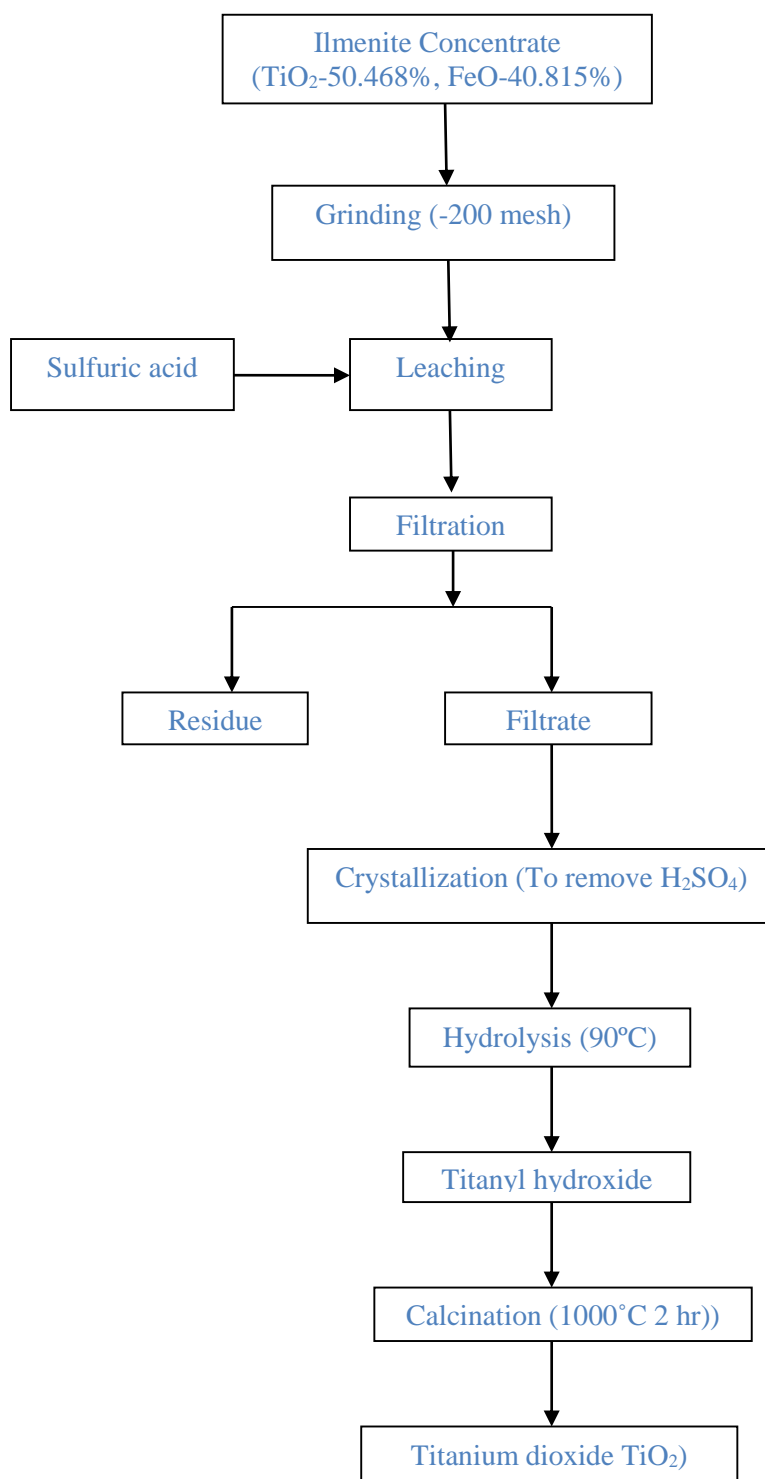 Ilmenite Concentrate
(TiO₂-50.468%, FeO-40.815%)
Grinding (-200 mesh)
Sulfuric acid
Leaching
Filtration
Residue
Filtrate
Crystallization (To remove H₂SO₄)
Hydrolysis (90ºC)
Titanyl hydroxide
Calcination (1000˚C 2 hr))
Titanium dioxide TiO₂)